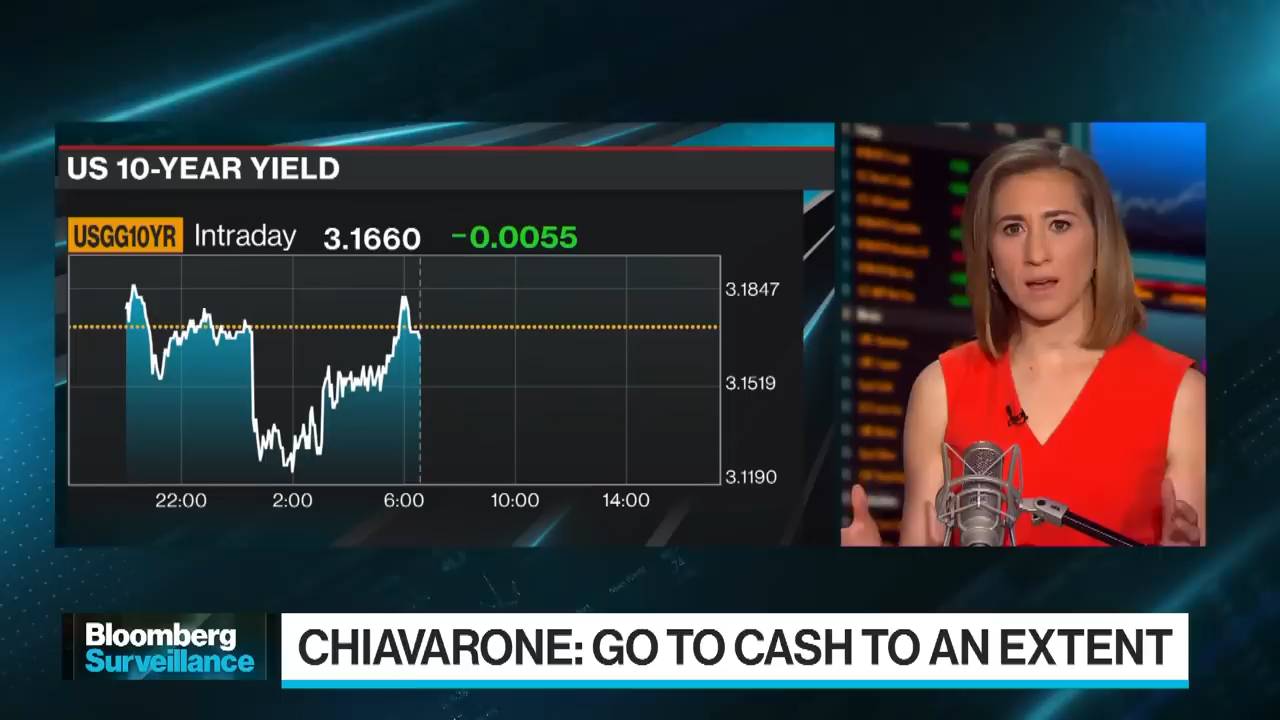 US 10-YEAR YIELD
USGG10YR Intraday 3.1660 -0.0055
3.1847
3.1519
3.1190
22:00 2:00 6:00 10:00 14:00
Bloomberg
Surveillance
CHIAVARONE: GO TO CASH TO AN EXTENT